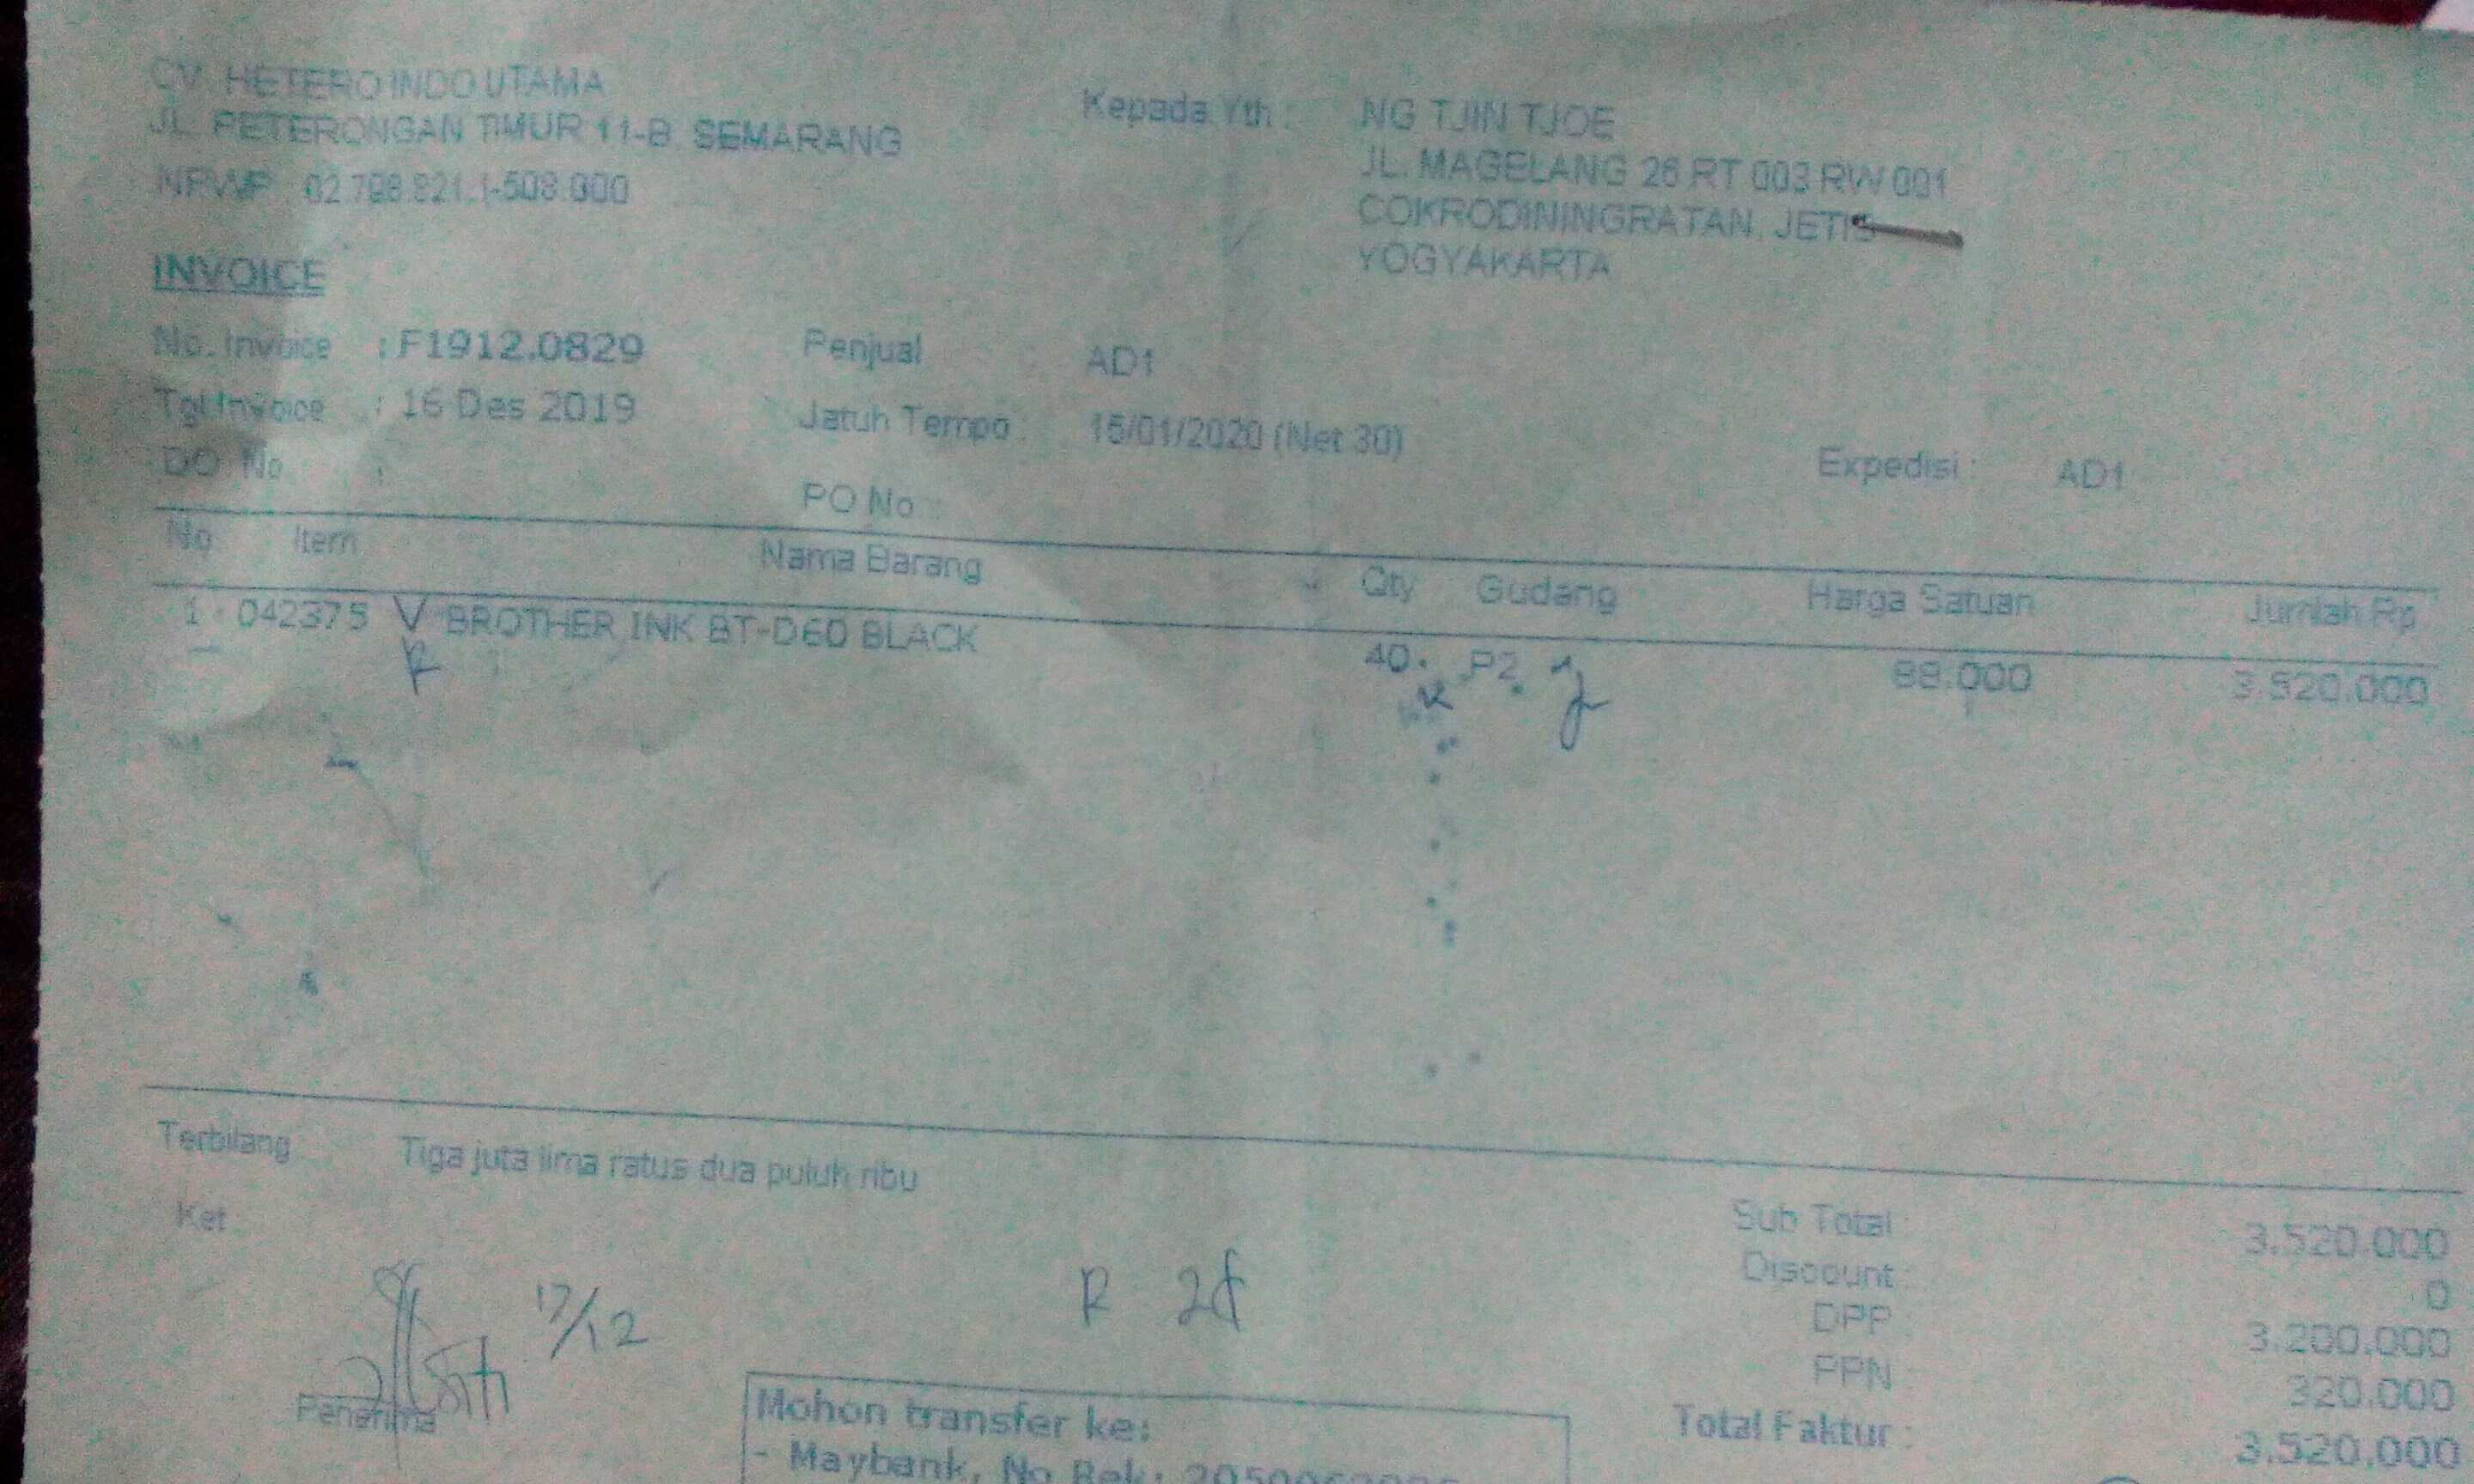 CV. HETERO INDO UTAMA
JL. PETERONGAN TIMUR 11-B SEMARANG
NPWP 02.798.821.1-508.000
Kepada Yth :
NG TJIN TJOE
JL. MAGELANG 26 RT 003 RW 001
COKRODININGRATAN, JETIS
YOGYAKARTA
INVOICE
No. Invoice : F1912.0829 Penjual AD1
Tgl Invoice : 16 Des 2019 Jatuh Tempo : 15/01/2020 (Net 30)
DO No : PO No : Expedisi : AD1
No Item Nama Barang Qty Gudang Harga Satuan Jumlah Rp
1 042375 V BROTHER INK BT-D60 BLACK 40 P2 88.000 3.520.000
Terbilang Tiga juta lima ratus dua puluh ribu
Ket
Sub Total : 3.520.000
Discount : 0
DPP : 3.200.000
PPN : 320.000
Total Faktur : 3.520.000
17/12
R
Penerima
Mohon transfer ke:
- Maybank, No Rek: